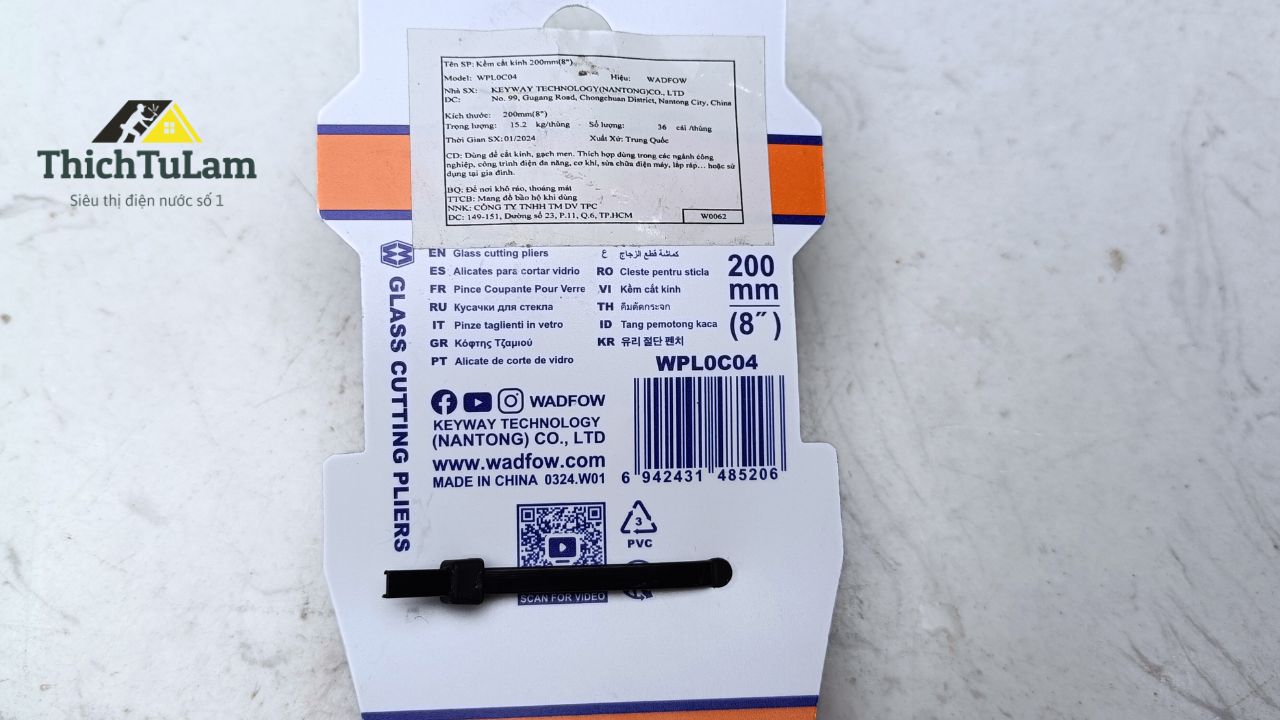 ThichTuLam
Siêu thị điện nước số 1
Tên SP: Kềm cắt kính 200mm(8")
Model: WPL0C04 Hiệu: WADFOW
Nhà SX: KEYWAY TECHNOLOGY(NANTONG)CO., LTD
DC: No. 99, Gugang Road, Chongchuan District, Nantong City, China
Kích thước: 200mm(8")
Trọng lượng: 15.2 kg/thùng Số lượng: 36 cái /thùng
Thời Gian SX:01/2024 Xuất Xứ: Trung Quốc
CD: Dùng để cắt kính, gạch men. Thích hợp dùng trong các ngành công
nghiệp, công trình điện đa năng, cơ khí, sửa chữa điện máy, lắp ráp... hoặc sử
dụng tại gia đình.
BQ: Để nơi khô ráo, thoáng mát
TTCB: Mang đồ bảo hộ khi dùng
NNK: CÔNG TY TNHH TM DV TPC
DC: 149-151, Đường số 23, P.11, Q.6, TP.HCM W0062
GLASS CUTTING PLIERS
EN Glass cutting pliers
ES Alicates para cortar vidrio
FR Pince Coupante Pour Verre
RU Кусачки для стекла
IT Pinze taglienti in vetro
GR Κόφτης Τζαμιού
PT Alicate de corte de vidro
ع كماشة قطع الزجاج
RO Cleste pentru sticla
VI Kềm cắt kính
TH คีมตัดกระจก
ID Tang pemotong kaca
KR 유리 절단 펜치
200
mm
(8″)
WPL0C04
WADFOW
KEYWAY TECHNOLOGY
(NANTONG) CO., LTD
www.wadfow.com
MADE IN CHINA 0324.W01
6 942431 485206
3
PVC
SCAN FOR VIDEO